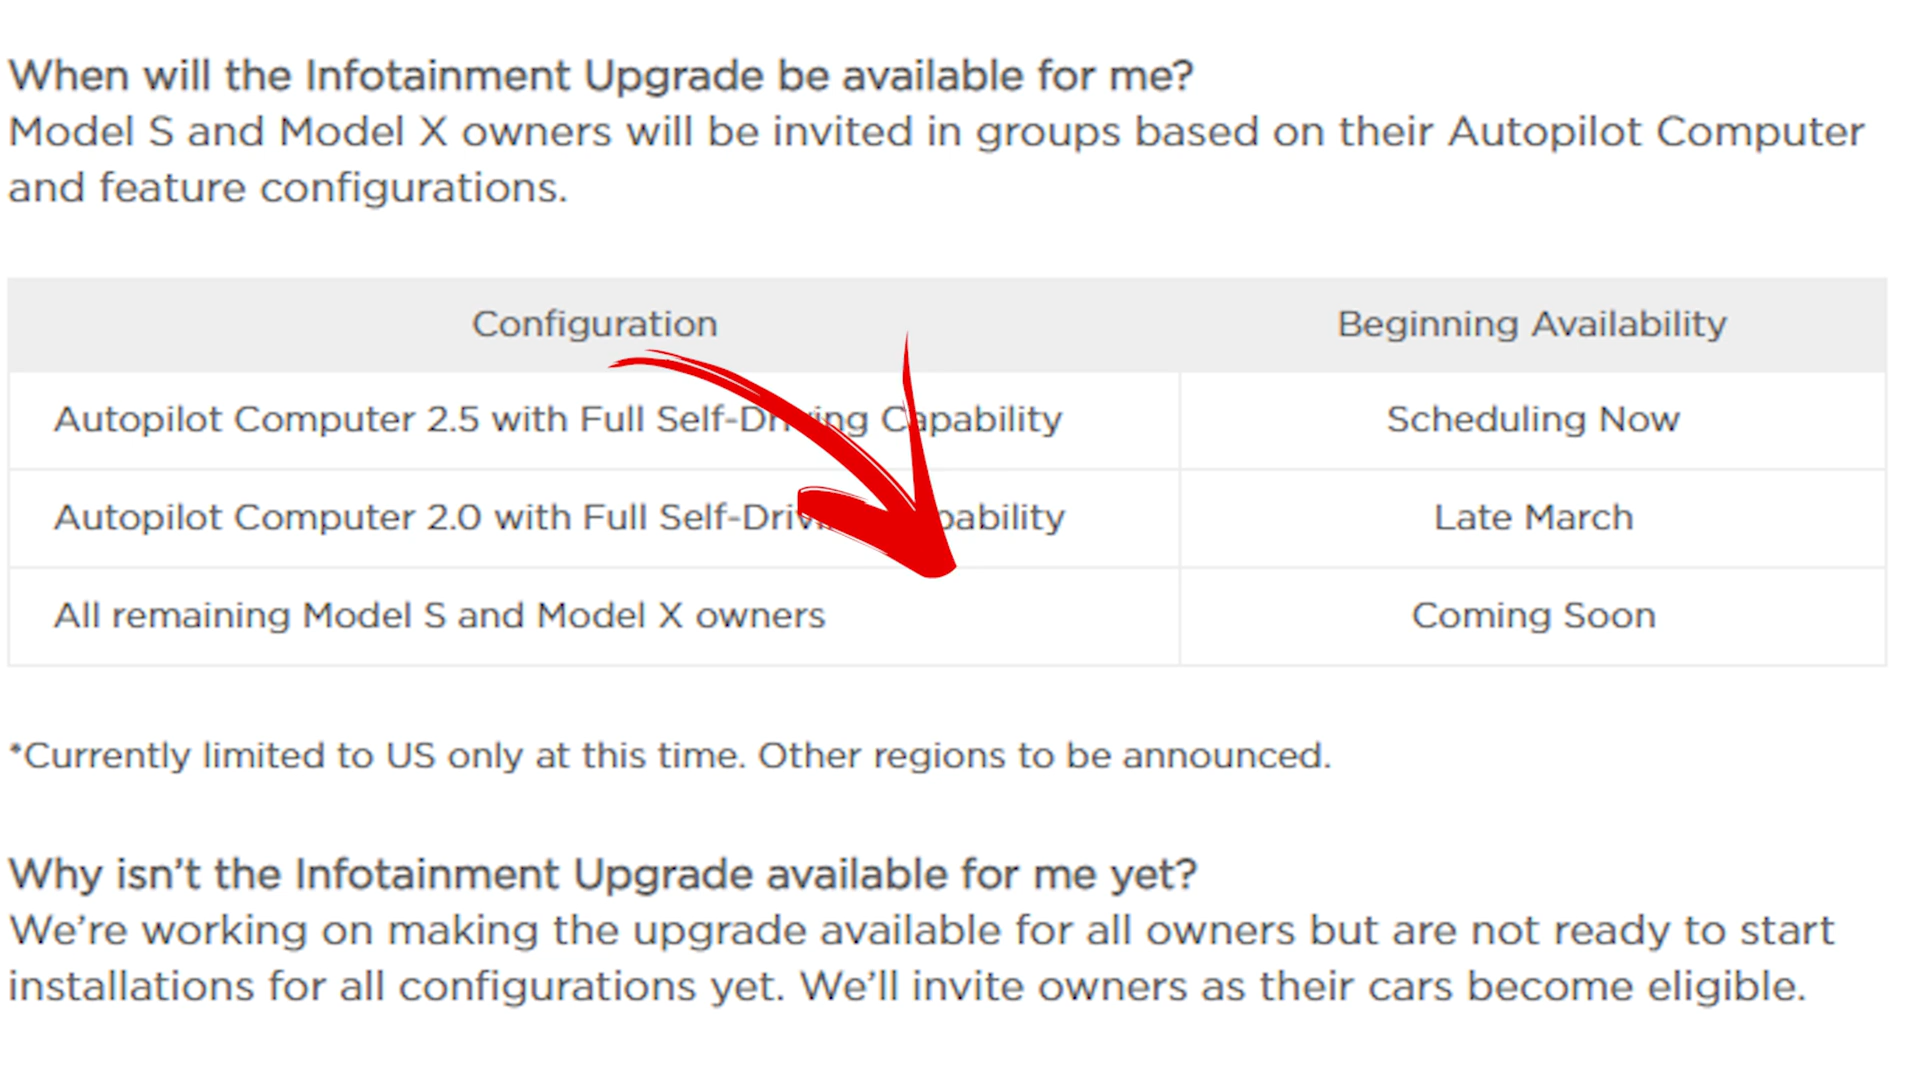 When will the Infotainment Upgrade be available for me?
Model S and Model X owners will be invited in groups based on their Autopilot Computer
and feature configurations.
Configuration Beginning Availability
Autopilot Computer 2.5 with Full Self-Driving Capability Scheduling Now
Autopilot Computer 2.0 with Full Self-Driving Capability Late March
All remaining Model S and Model X owners Coming Soon
*Currently limited to US only at this time. Other regions to be announced.
Why isn’t the Infotainment Upgrade available for me yet?
We’re working on making the upgrade available for all owners but are not ready to start
installations for all configurations yet. We’ll invite owners as their cars become eligible.